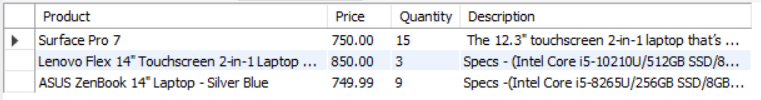 Product Price Quantity Description
Surface Pro 7 750.00 15 The 12.3" touchscreen 2-in-1 laptop that's ...
Lenovo Flex 14" Touchscreen 2-in-1 Laptop ... 850.00 3 Specs -(Intel Core i5-10210U/512GB SSD/8...
ASUS ZenBook 14" Laptop - Silver Blue 749.99 9 Specs -(Intel Core i5-8265U/256GB SSD/8GB...